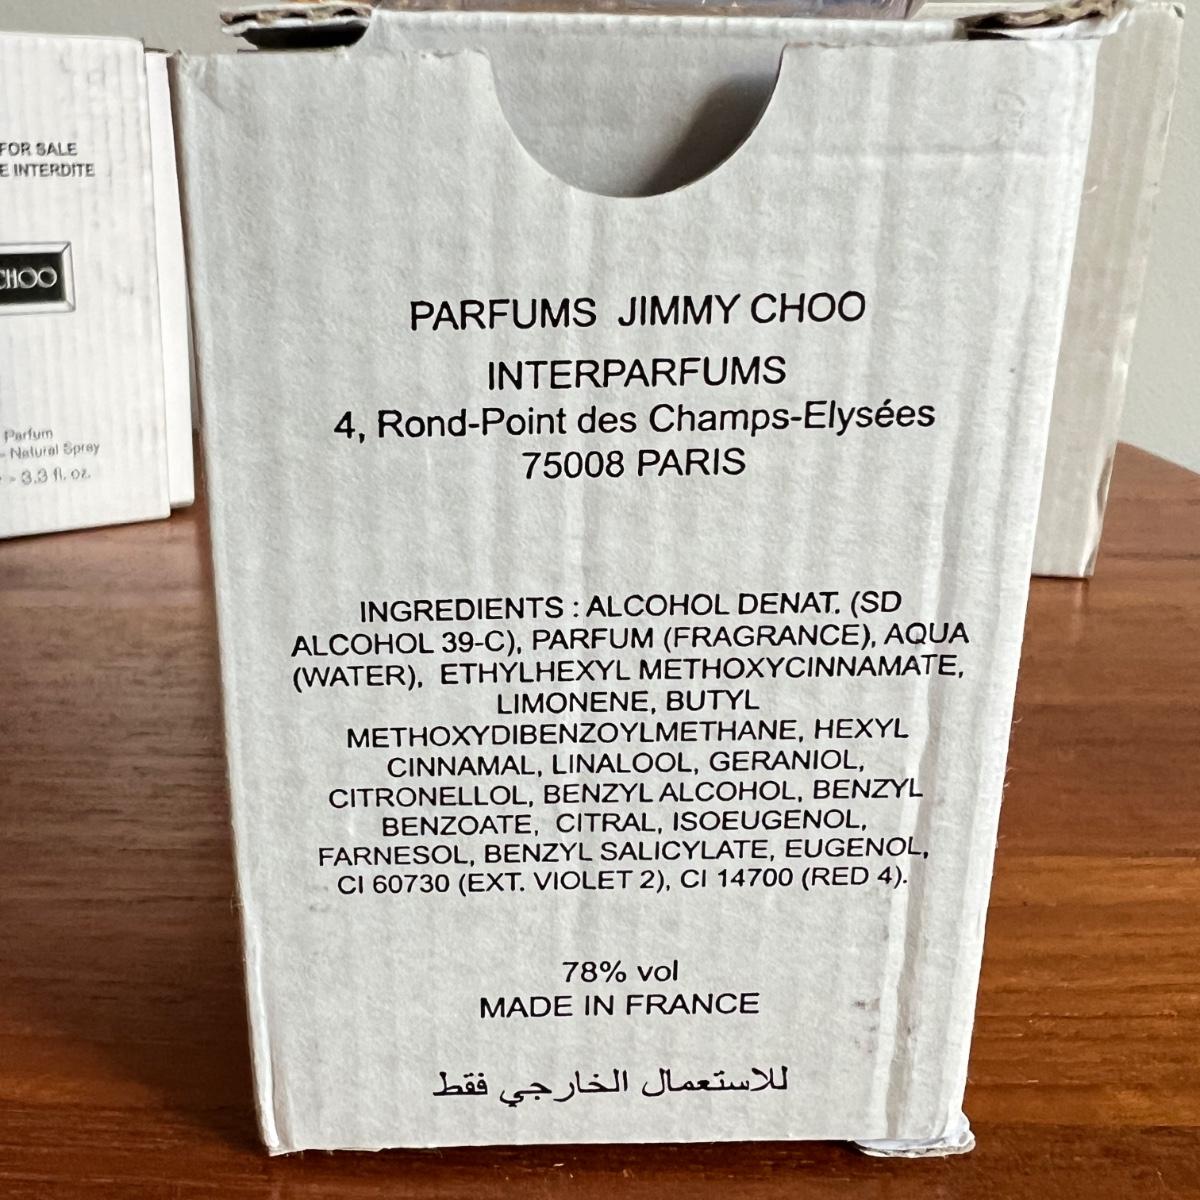 FOR SALE
E INTERDITE
CHOO
Parfum
- Natural Spray
- 3.3 fl. oz.
PARFUMS JIMMY CHOO
INTERPARFUMS
4, Rond-Point des Champs-Elysées
75008 PARIS
INGREDIENTS : ALCOHOL DENAT. (SD
ALCOHOL 39-C), PARFUM (FRAGRANCE), AQUA
(WATER), ETHYLHEXYL METHOXYCINNAMATE,
LIMONENE, BUTYL
METHOXYDIBENZOYLMETHANE, HEXYL
CINNAMAL, LINALOOL, GERANIOL,
CITRONELLOL, BENZYL ALCOHOL, BENZYL
BENZOATE, CITRAL, ISOEUGENOL,
FARNESOL, BENZYL SALICYLATE, EUGENOL,
CI 60730 (EXT. VIOLET 2), CI 14700 (RED 4).
78% vol
MADE IN FRANCE
للاستعمال الخارجي فقط